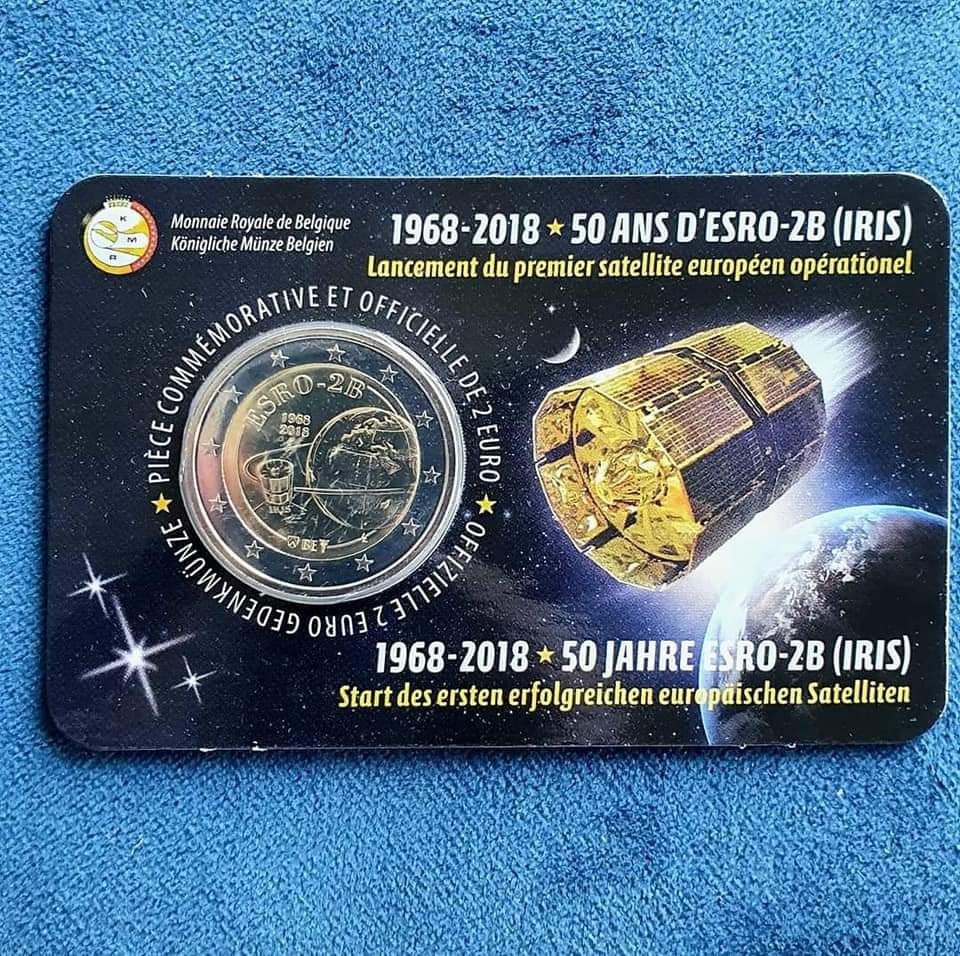 K
M
R
Monnaie Royale de Belgique
Königliche Münze Belgien
1968-2018 ★ 50 ANS D'ESRO-2B (IRIS)
Lancement du premier satellite européen opérationel
★ PIÈCE COMMÉMORATIVE ET OFFICIELLE DE 2 EURO ★
OFFIZIELLE 2 EURO GEDENKMÜNZE
ESRO-2B
1968
2018
IRIS
BE
1968-2018 ★ 50 JAHRE ESRO-2B (IRIS)
Start des ersten erfolgreichen europäischen Satelliten